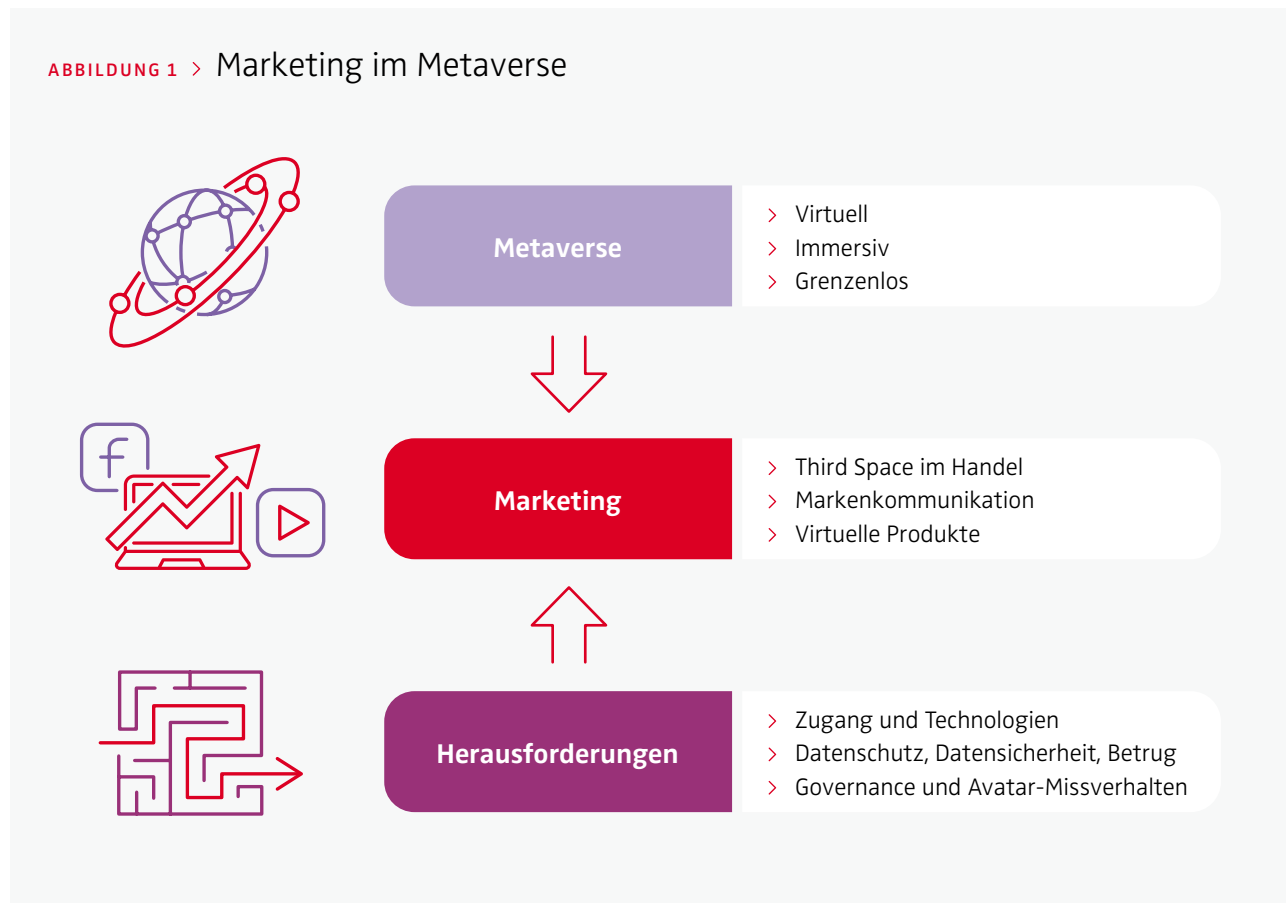 ABBILDUNG 1 > Marketing im Metaverse
Metaverse
> Virtuell
> Immersiv
> Grenzenlos
Marketing
> Third Space im Handel
> Markenkommunikation
> Virtuelle Produkte
Herausforderungen
> Zugang und Technologien
> Datenschutz, Datensicherheit, Betrug
> Governance und Avatar-Missverhalten